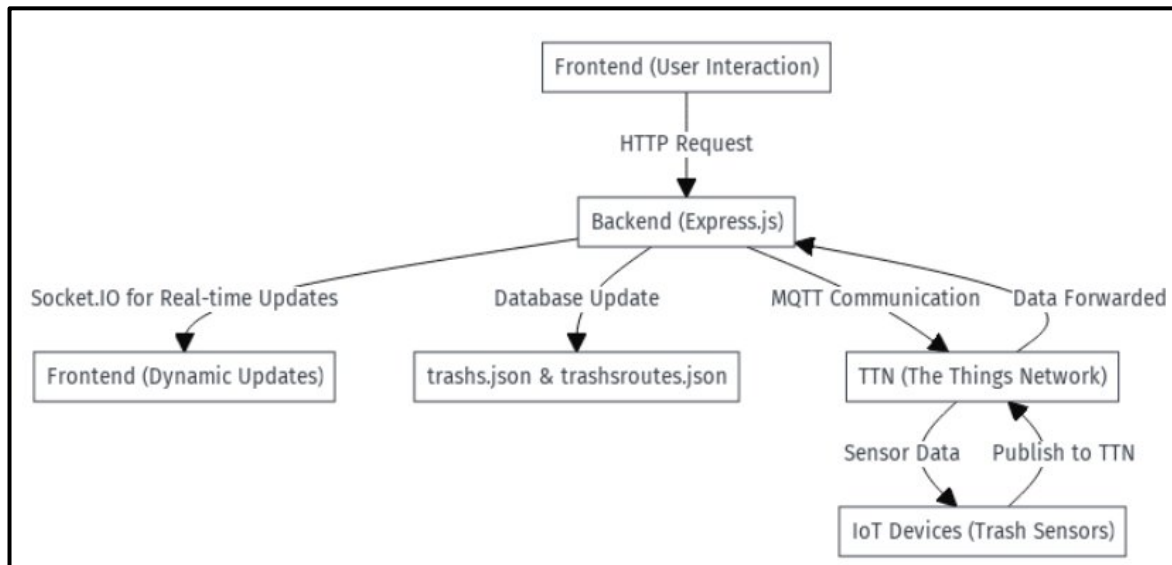 Frontend (User Interaction)
HTTP Request
Backend (Express.js)
Socket.IO for Real-time Updates
Database Update
MQTT Communication
Data Forwarded
Frontend (Dynamic Updates)
trashs.json & trashsroutes.json
TTN (The Things Network)
Sensor Data
Publish to TTN
IoT Devices (Trash Sensors)